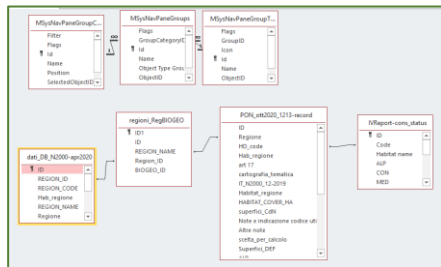 MSysNavPaneGroupC...
Filter
Flags
Id
Name
Position
SelectedObjectID
MSysNavPaneGroups
Flags
GroupCategoryID
Id
Name
Object Type Grou
ObjectID
MSysNavPaneGroupT...
Flags
GroupID
Icon
Id
Name
ObjectID
dati_DB_N2000-apr2020
ID
REGION_ID
REGION_CODE
Hab_regione
REGION_NAME
Regione
regioni_RegBIOGEO
ID1
ID
REGION_NAME
Region_ID
BIOGEO_ID
PON_ott2020_1213-record
ID
Regione
HD_code
Hab_regione
art 17
cartografia_tematica
IT_N2000_12-2019
Habitat_regione
HABITAT_COVER_HA
superfici_CdN
Note e indicazione codice uti
Altre note
scelta_per_calcolo
Superfici_DEF
IVReport-cons_status
ID
Code
Habitat name
ALP
CON
MED